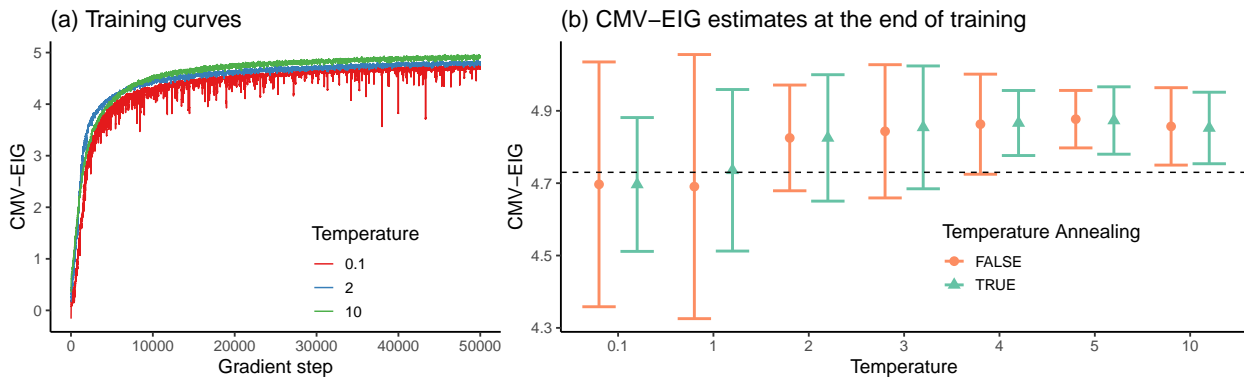 (a) Training curves
CMV−EIG
5
4
3
2
1
0
0
10000
20000
30000
40000
50000
Gradient step
Temperature
0.1
2
10
(b) CMV−EIG estimates at the end of training
CMV−EIG
4.9
4.7
4.5
4.3
0.1
1
2
3
4
5
10
Temperature
Temperature Annealing
FALSE
TRUE